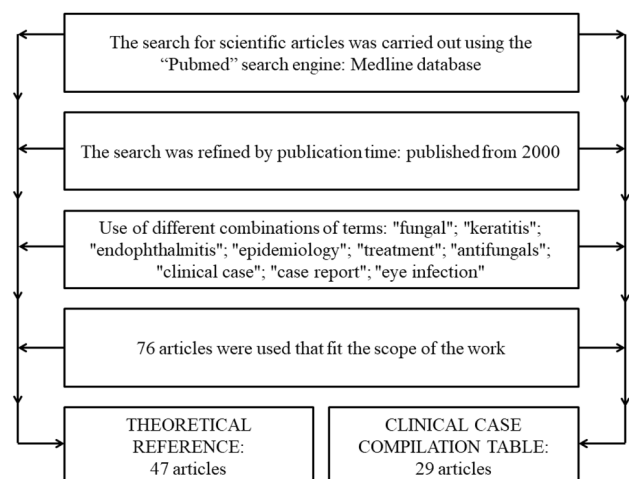 The search for scientific articles was carried out using the
“Pubmed” search engine: Medline database
The search was refined by publication time: published from 2000
Use of different combinations of terms: "fungal"; "keratitis";
"endophthalmitis"; "epidemiology"; "treatment"; "antifungals";
"clinical case"; "case report"; "eye infection"
76 articles were used that fit the scope of the work
THEORETICAL
REFERENCE:
47 articles
CLINICAL CASE
COMPILATION TABLE:
29 articles